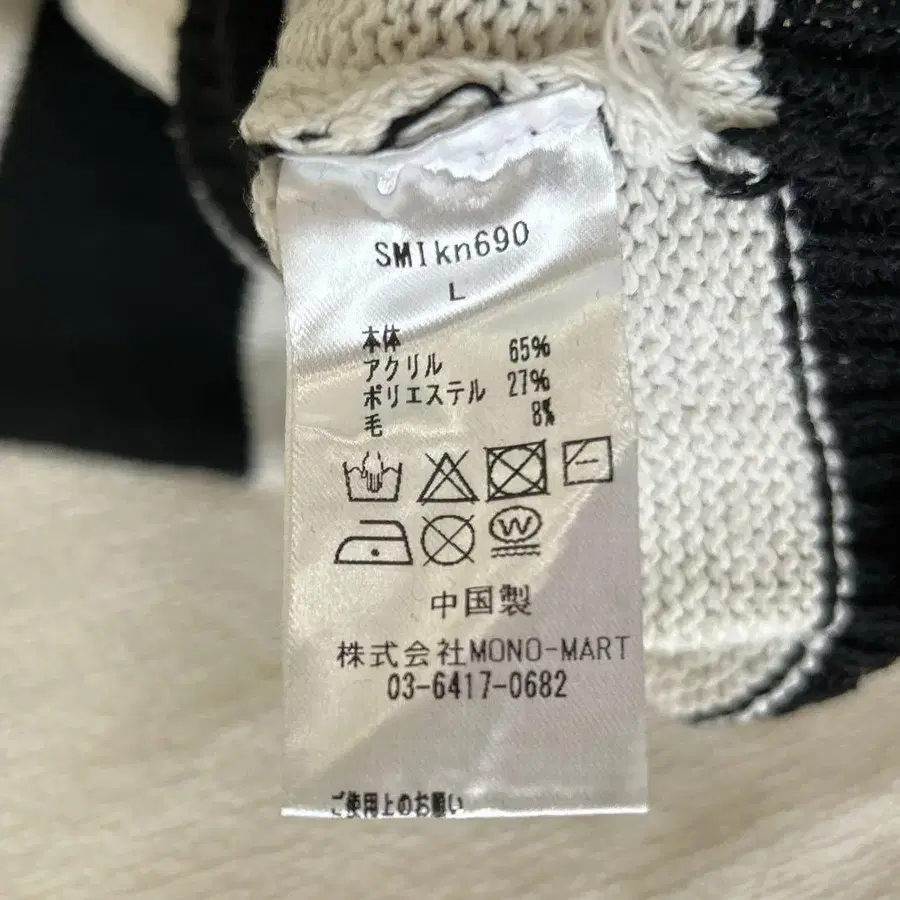 SMIkn690
L
本体
アクリル 65%
ポリエステル 27%
毛 8%
W
中国製
株式会社MONO-MART
03-6417-0682
ご使用上のお願い